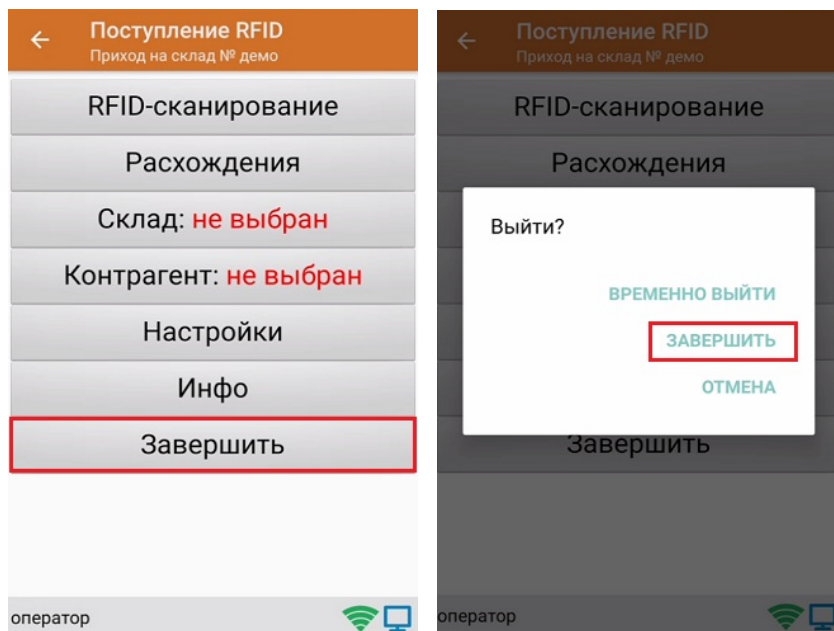 Поступление RFID
Приход на склад № демо
RFID-сканирование
Расхождения
Склад: не выбран
Контрагент: не выбран
Настройки
Инфо
Завершить
оператор
Поступление RFID
Приход на склад № демо
RFID-сканирование
Расхождения
Выйти?
ВРЕМЕННО ВЫЙТИ
ЗАВЕРШИТЬ
ОТМЕНА
Завершить
оператор